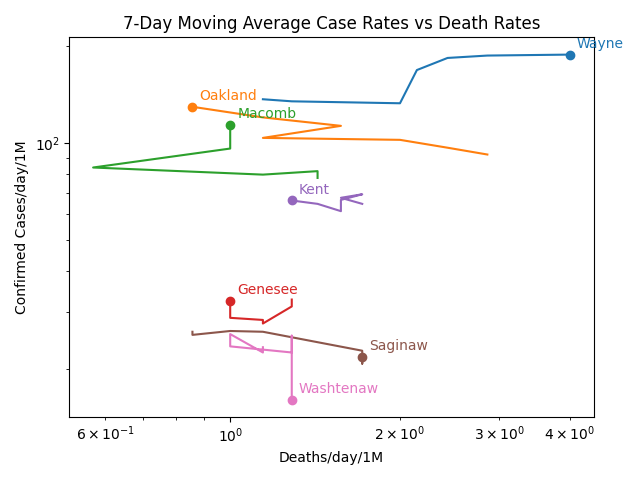 7-Day Moving Average Case Rates vs Death Rates
Wayne
Oakland
Macomb
Kent
Genesee
Saginaw
Washtenaw
Confirmed Cases/day/1M
10²
6 × 10⁻¹
10⁰
2 × 10⁰
3 × 10⁰
4 × 10⁰
Deaths/day/1M